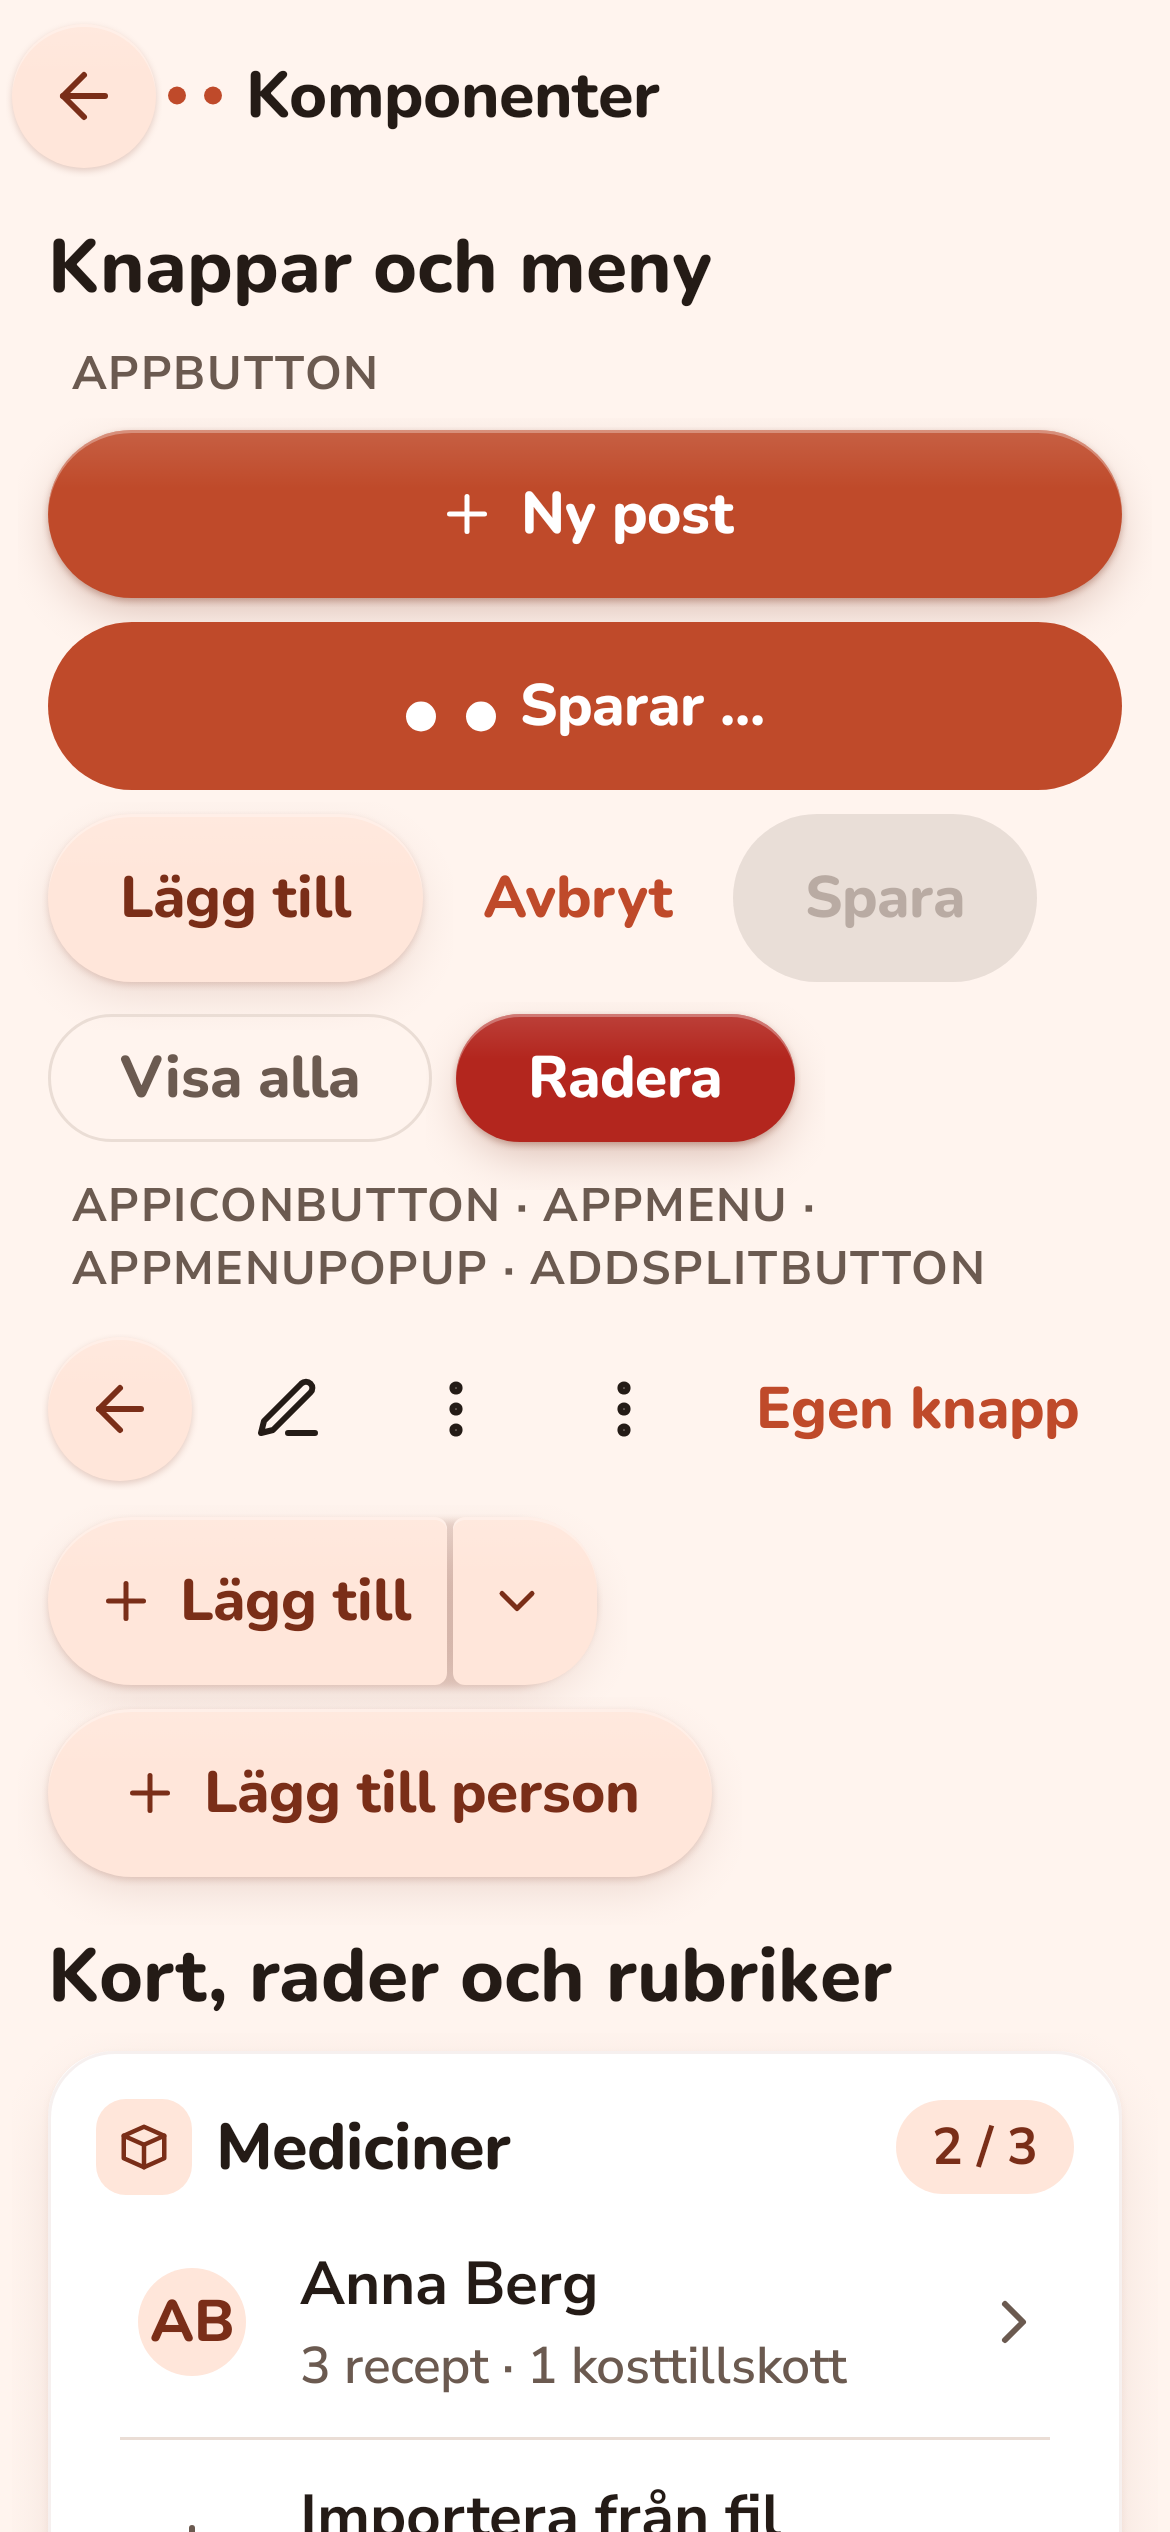 Komponenter
Knappar och meny
APPBUTTON
Ny post
Sparar ...
Lägg till Avbryt Spara
Visa alla Radera
APPICONBUTTON · APPMENU ·
APPMENUPOPUP · ADDSPLITBUTTON
Egen knapp
Lägg till
Lägg till person
Kort, rader och rubriker
Mediciner 2 / 3
Anna Berg
AB
3 recept · 1 kosttillskott
Importera från fil